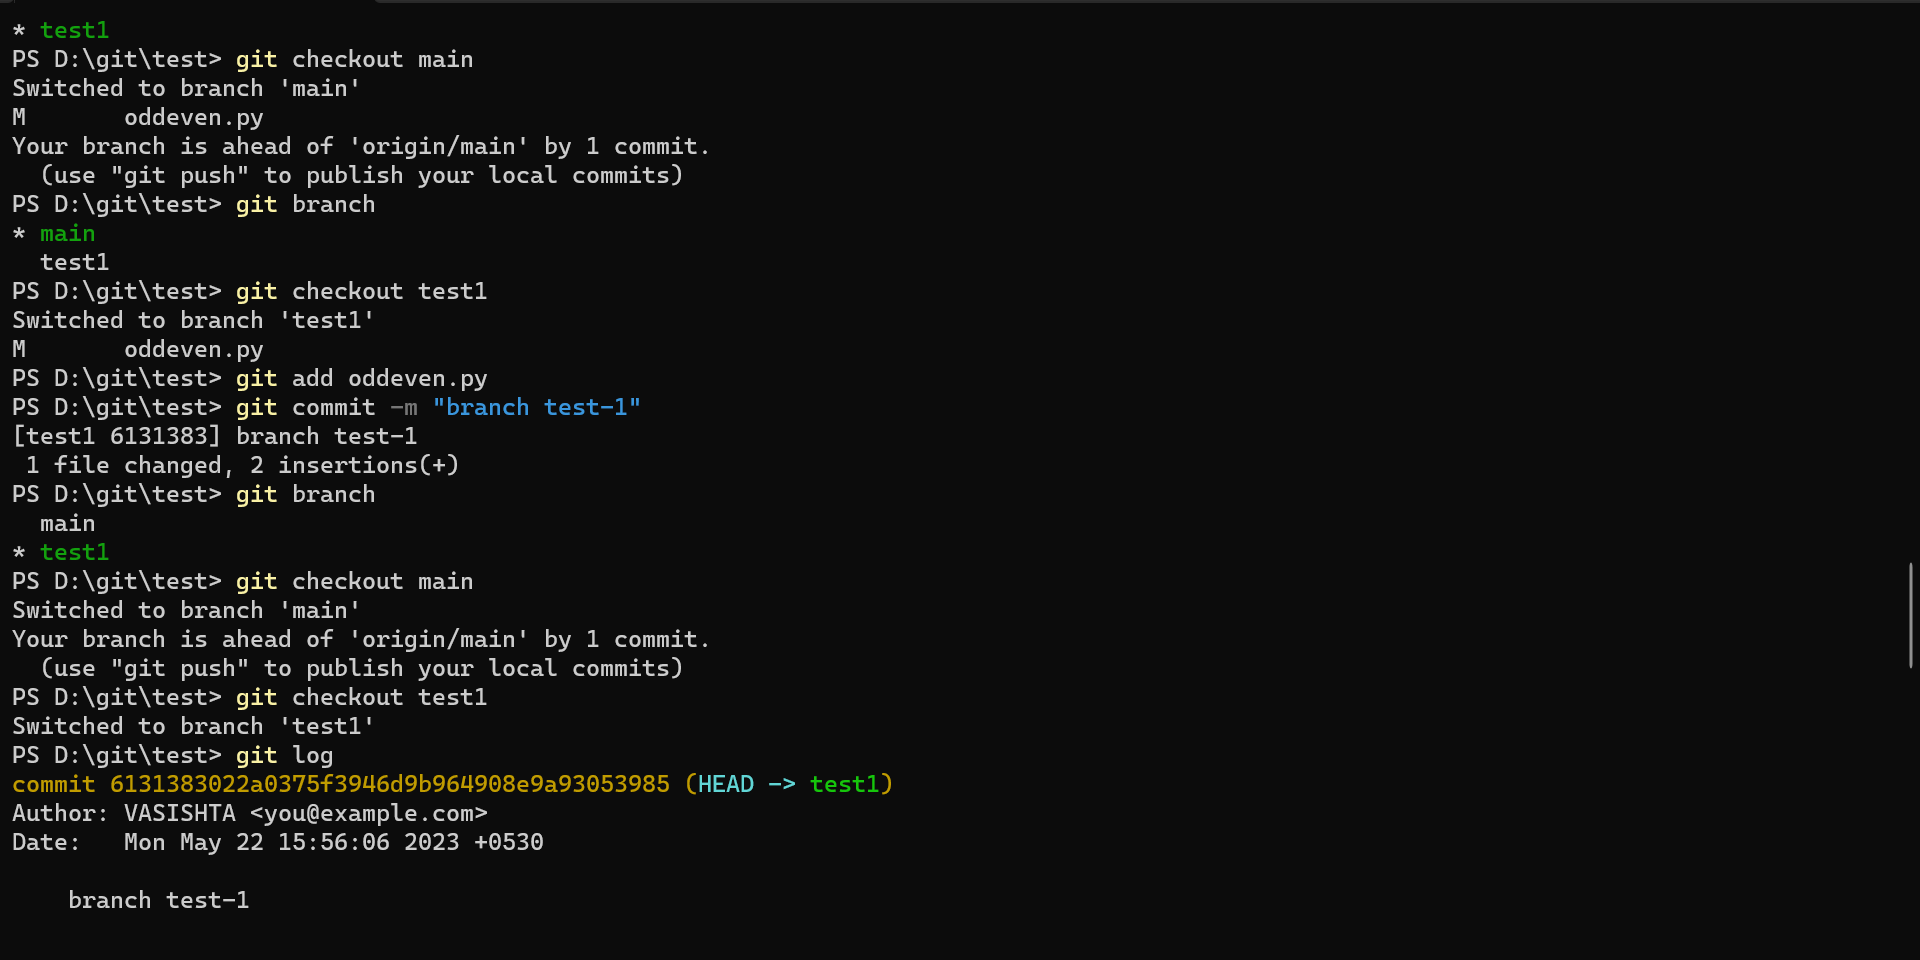 * test1
PS D:\git\test> git checkout main
Switched to branch 'main'
M       oddeven.py
Your branch is ahead of 'origin/main' by 1 commit.
  (use "git push" to publish your local commits)
PS D:\git\test> git branch
* main
  test1
PS D:\git\test> git checkout test1
Switched to branch 'test1'
M       oddeven.py
PS D:\git\test> git add oddeven.py
PS D:\git\test> git commit -m "branch test-1"
[test1 6131383] branch test-1
 1 file changed, 2 insertions(+)
PS D:\git\test> git branch
  main
* test1
PS D:\git\test> git checkout main
Switched to branch 'main'
Your branch is ahead of 'origin/main' by 1 commit.
  (use "git push" to publish your local commits)
PS D:\git\test> git checkout test1
Switched to branch 'test1'
PS D:\git\test> git log
commit 6131383022a0375f3946d9b964908e9a93053985 (HEAD -> test1)
Author: VASISHTA <you@example.com>
Date:   Mon May 22 15:56:06 2023 +0530

    branch test-1